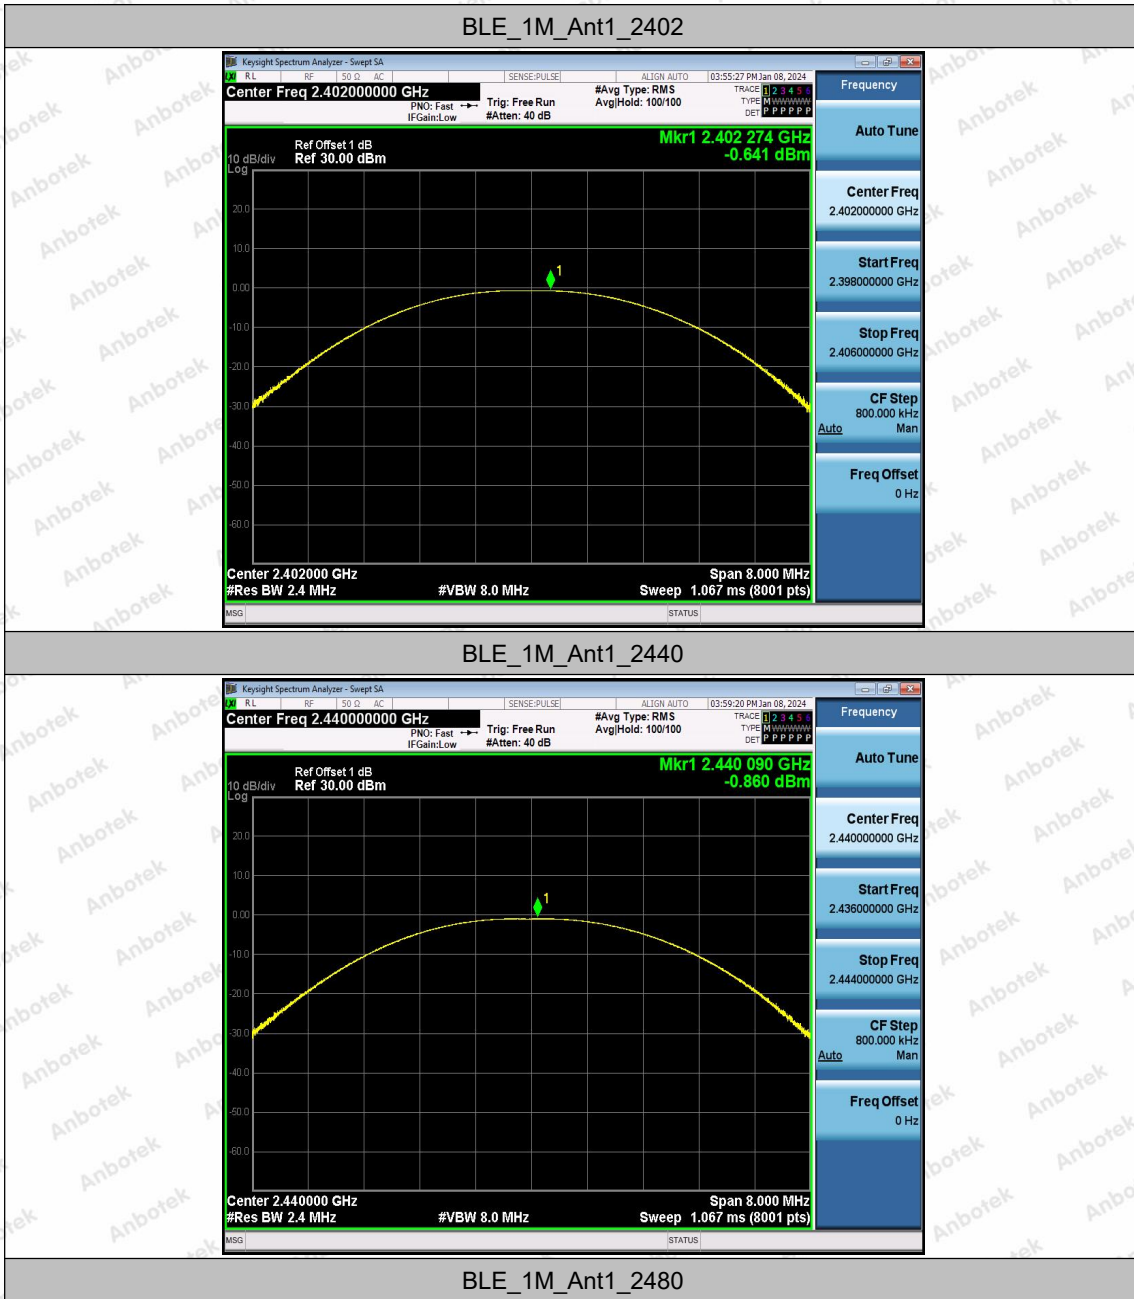 BLE_1M_Ant1_2402
Keysight Spectrum Analyzer - Swept SA
LXI RL RF 50 Ω AC SENSE:PULSE ALIGN AUTO 03:55:27 PM Jan 08, 2024
Center Freq 2.402000000 GHz
PNO: Fast
IFGain:Low
Trig: Free Run
#Atten: 40 dB
#Avg Type: RMS
Avg|Hold: 100/100
TRACE 1 2 3 4 5 6
TYPE M W W W W W
DET P P P P P P
Frequency
Auto Tune
Ref Offset 1 dB
10 dB/div Ref 30.00 dBm
Log
Mkr1 2.402 274 GHz
-0.641 dBm
20.0
10.0
0.00
-10.0
-20.0
-30.0
-40.0
-50.0
-60.0
1
Center Freq
2.402000000 GHz
Start Freq
2.398000000 GHz
Stop Freq
2.406000000 GHz
CF Step
800.000 kHz
Auto Man
Freq Offset
0 Hz
Center 2.402000 GHz Span 8.000 MHz
#Res BW 2.4 MHz #VBW 8.0 MHz Sweep 1.067 ms (8001 pts)
MSG STATUS
BLE_1M_Ant1_2440
Keysight Spectrum Analyzer - Swept SA
LXI RL RF 50 Ω AC SENSE:PULSE ALIGN AUTO 03:59:20 PM Jan 08, 2024
Center Freq 2.440000000 GHz
PNO: Fast
IFGain:Low
Trig: Free Run
#Atten: 40 dB
#Avg Type: RMS
Avg|Hold: 100/100
TRACE 1 2 3 4 5 6
TYPE M W W W W W
DET P P P P P P
Frequency
Auto Tune
Ref Offset 1 dB
10 dB/div Ref 30.00 dBm
Log
Mkr1 2.440 090 GHz
-0.860 dBm
20.0
10.0
0.00
-10.0
-20.0
-30.0
-40.0
-50.0
-60.0
1
Center Freq
2.440000000 GHz
Start Freq
2.436000000 GHz
Stop Freq
2.444000000 GHz
CF Step
800.000 kHz
Auto Man
Freq Offset
0 Hz
Center 2.440000 GHz Span 8.000 MHz
#Res BW 2.4 MHz #VBW 8.0 MHz Sweep 1.067 ms (8001 pts)
MSG STATUS
BLE_1M_Ant1_2480
Anbotek